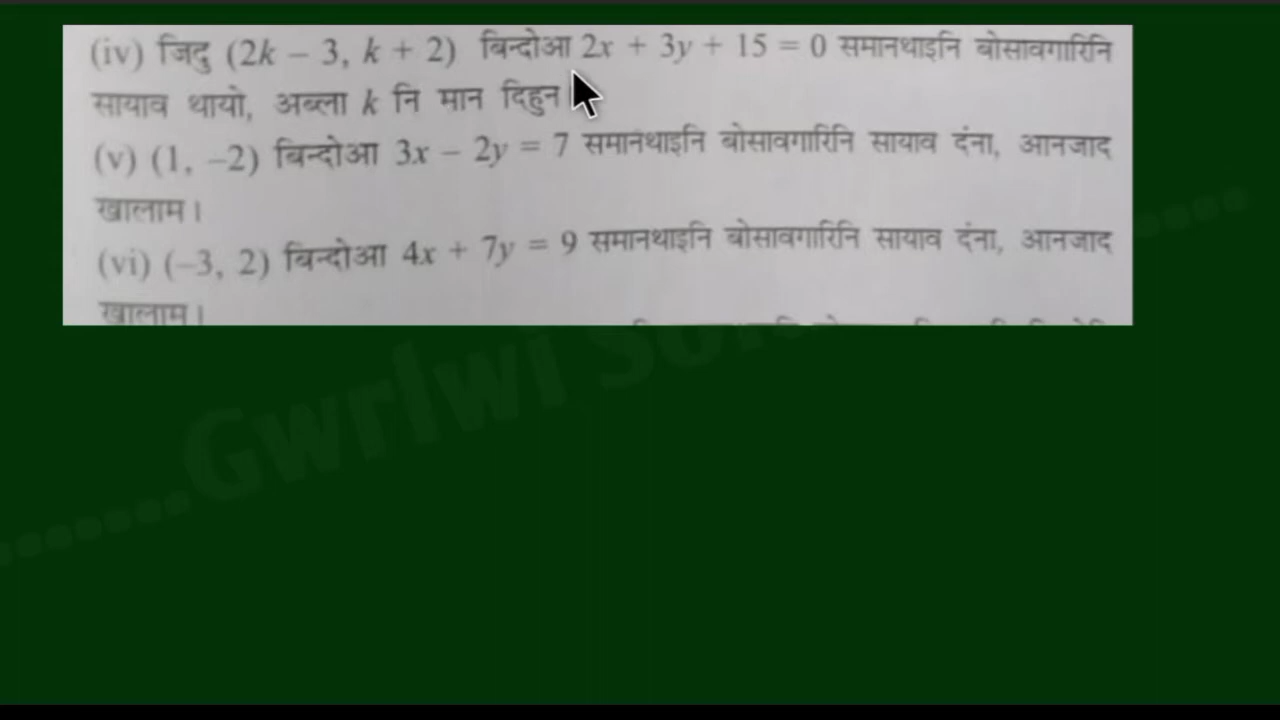 (iv) जिदु (2k – 3, k + 2) बिन्दोआ 2x + 3y + 15 = 0 समानथाइनि बोसावगारिनि
सायाव थायो, अब्ला k नि मान दिहुन
(v) (1, –2) बिन्दोआ 3x – 2y = 7 समानथाइनि बोसावगारिनि सायाव दंना, आनजाद
खालाम।
(vi) (–3, 2) बिन्दोआ 4x + 7y = 9 समानथाइनि बोसावगारिनि सायाव दंना, आनजाद
खालाम।
Gwrlwi